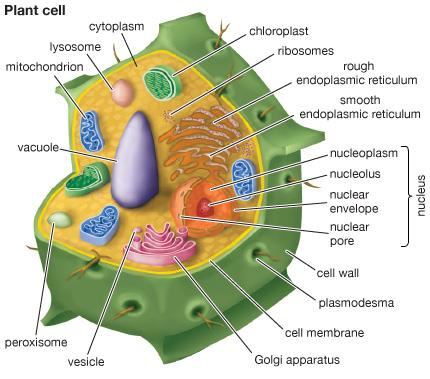 Plant cell
cytoplasm
lysosome
mitochondrion
vacuole
peroxisome
vesicle
chloroplast
ribosomes
rough
endoplasmic reticulum
smooth
endoplasmic reticulum
nucleoplasm
nucleolus
nuclear
envelope
nuclear
pore
nucleus
cell wall
plasmodesma
cell membrane
Golgi apparatus